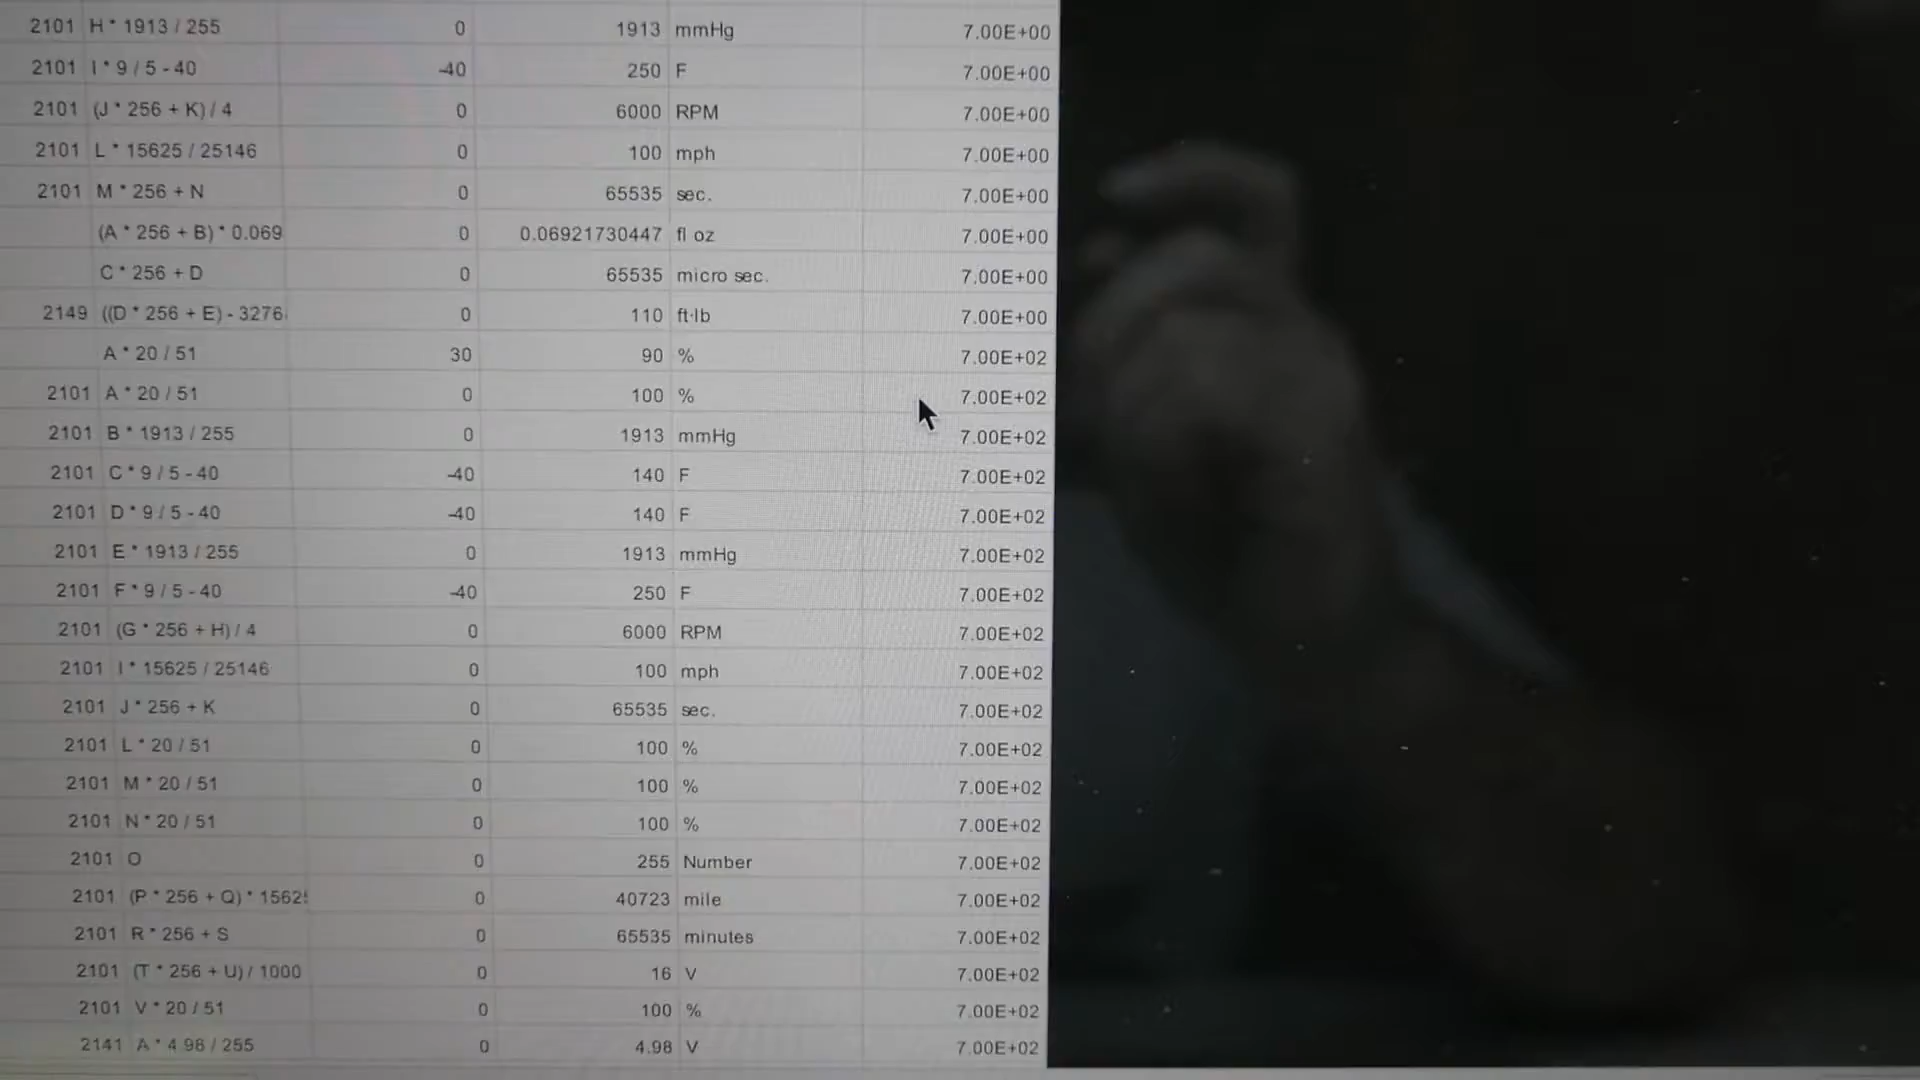 2101 H * 1913 / 255 0 1913 mmHg 7.00E+00
2101 I * 9 / 5 - 40 -40 250 F 7.00E+00
2101 (J * 256 + K) / 4 0 6000 RPM 7.00E+00
2101 L * 15625 / 25146 0 100 mph 7.00E+00
2101 M * 256 + N 0 65535 sec. 7.00E+00
(A * 256 + B) * 0.069 0 0.06921730447 fl oz 7.00E+00
C * 256 + D 0 65535 micro sec. 7.00E+00
2149 ((D * 256 + E) - 3276 0 110 ft·lb 7.00E+00
A * 20 / 51 30 90 % 7.00E+02
2101 A * 20 / 51 0 100 % 7.00E+02
2101 B * 1913 / 255 0 1913 mmHg 7.00E+02
2101 C * 9 / 5 - 40 -40 140 F 7.00E+02
2101 D * 9 / 5 - 40 -40 140 F 7.00E+02
2101 E * 1913 / 255 0 1913 mmHg 7.00E+02
2101 F * 9 / 5 - 40 -40 250 F 7.00E+02
2101 (G * 256 + H) / 4 0 6000 RPM 7.00E+02
2101 I * 15625 / 25146 0 100 mph 7.00E+02
2101 J * 256 + K 0 65535 sec. 7.00E+02
2101 L * 20 / 51 0 100 % 7.00E+02
2101 M * 20 / 51 0 100 % 7.00E+02
2101 N * 20 / 51 0 100 % 7.00E+02
2101 O 0 255 Number 7.00E+02
2101 (P * 256 + Q) * 1562 0 40723 mile 7.00E+02
2101 R * 256 + S 0 65535 minutes 7.00E+02
2101 (T * 256 + U) / 1000 0 16 V 7.00E+02
2101 V * 20 / 51 0 100 % 7.00E+02
2141 A * 4.98 / 255 0 4.98 V 7.00E+02